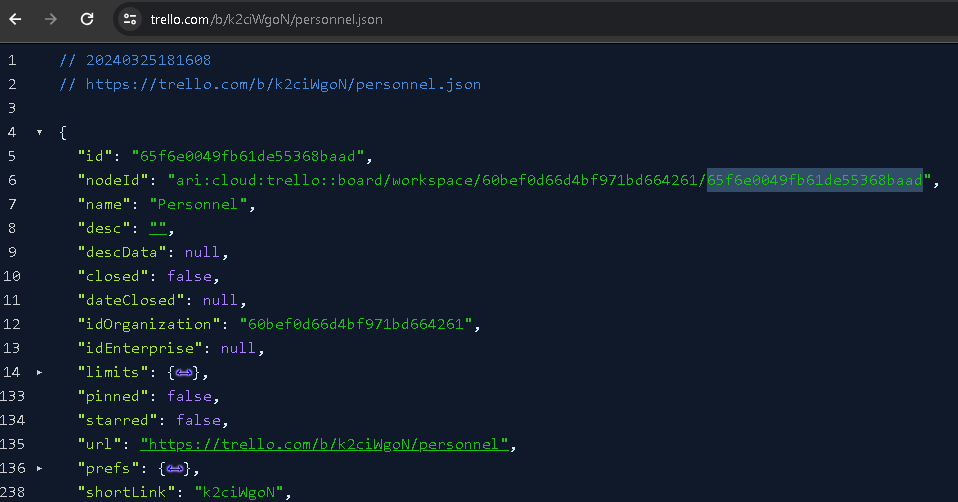 trello.com/b/k2ciWgoN/personnel.json
1 // 20240325181608
2 // https://trello.com/b/k2ciWgoN/personnel.json
3
4 {
5 "id": "65f6e0049fb61de55368baad",
6 "nodeId": "ari:cloud:trello::board/workspace/60bef0d66d4bf971bd664261/65f6e0049fb61de55368baad",
7 "name": "Personnel",
8 "desc": "",
9 "descData": null,
10 "closed": false,
11 "dateClosed": null,
12 "idOrganization": "60bef0d66d4bf971bd664261",
13 "idEnterprise": null,
14 "limits": {↔},
133 "pinned": false,
134 "starred": false,
135 "url": "https://trello.com/b/k2ciWgoN/personnel",
136 "prefs": {↔},
238 "shortLink": "k2ciWgoN",